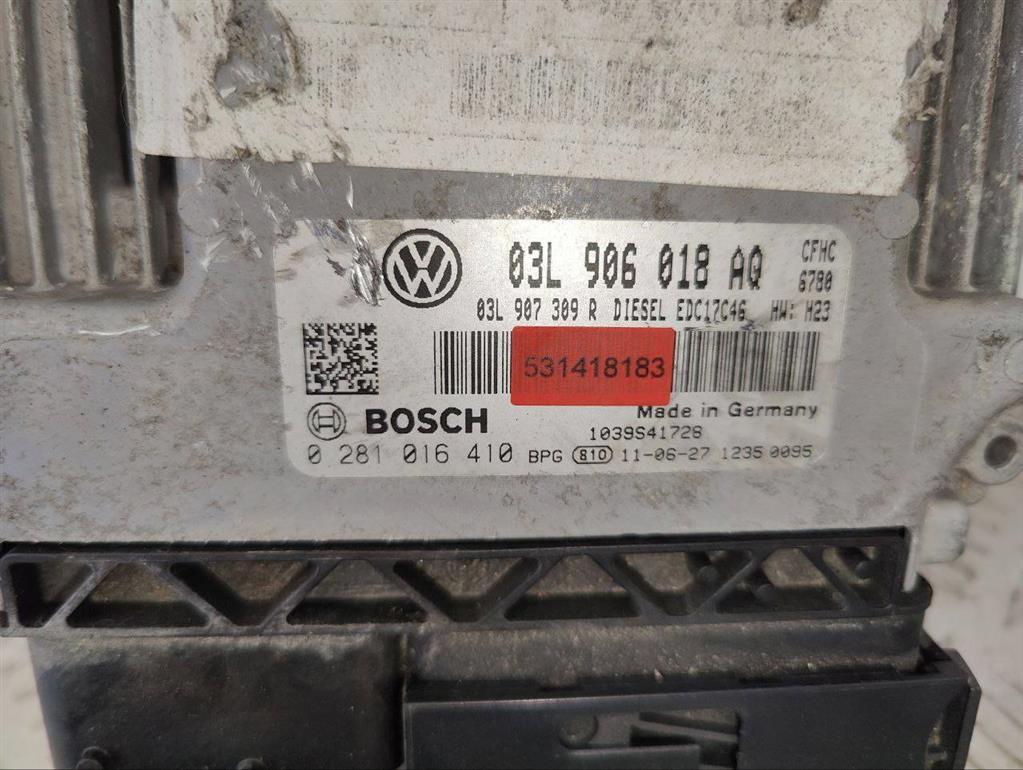 03L 906 018 AQ CFHC
6780
03L 907 309 R DIESEL EDC17C46 HW: H23
531418183
BOSCH
Made in Germany
1039S41728
0 281 016 410 BPG 810 11-06-27 1235 0095